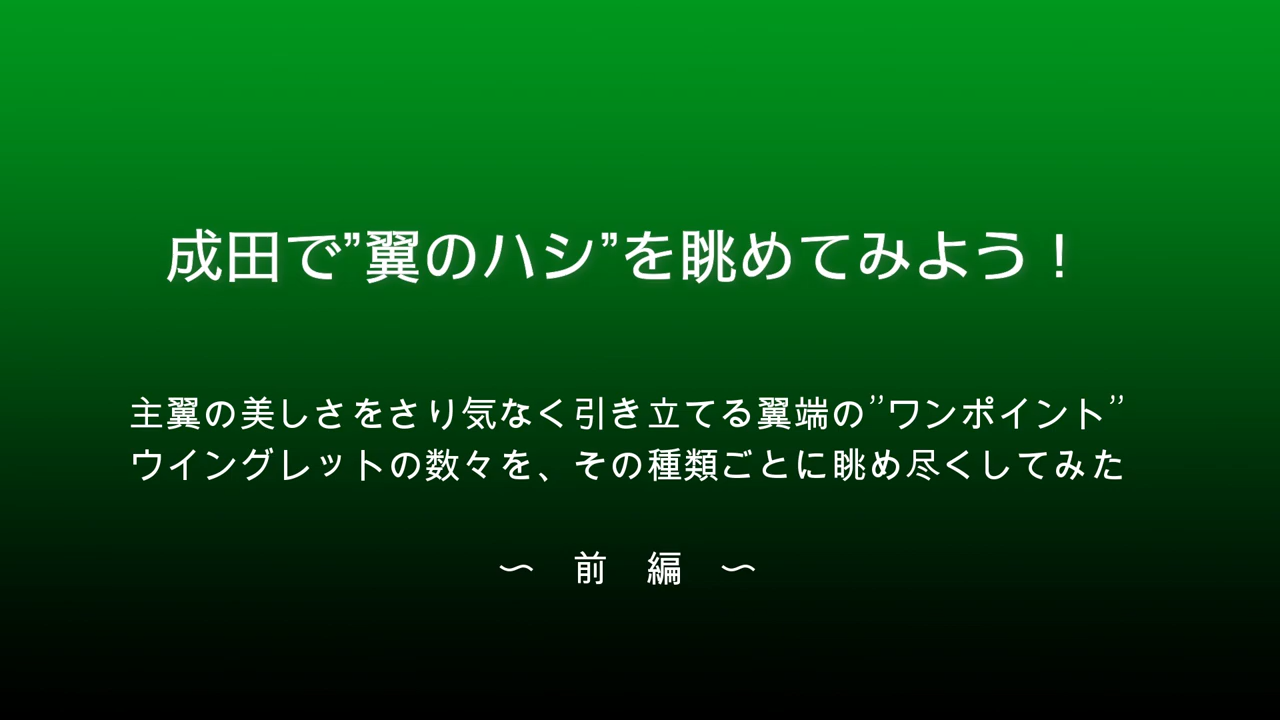 成田で”翼のハシ”を眺めてみよう！
主翼の美しさをさり気なく引き立てる翼端の”ワンポイント”
ウイングレットの数々を、その種類ごとに眺め尽くしてみた
〜　前　編　〜